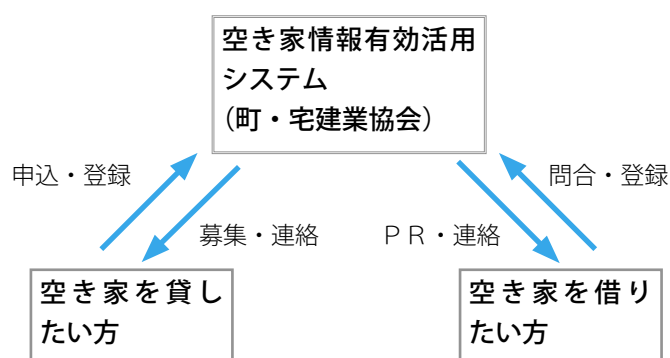 空き家情報有効活用
システム
（町・宅建業協会）
申込・登録
問合・登録
募集・連絡
ＰＲ・連絡
空き家を貸し
たい方
空き家を借り
たい方